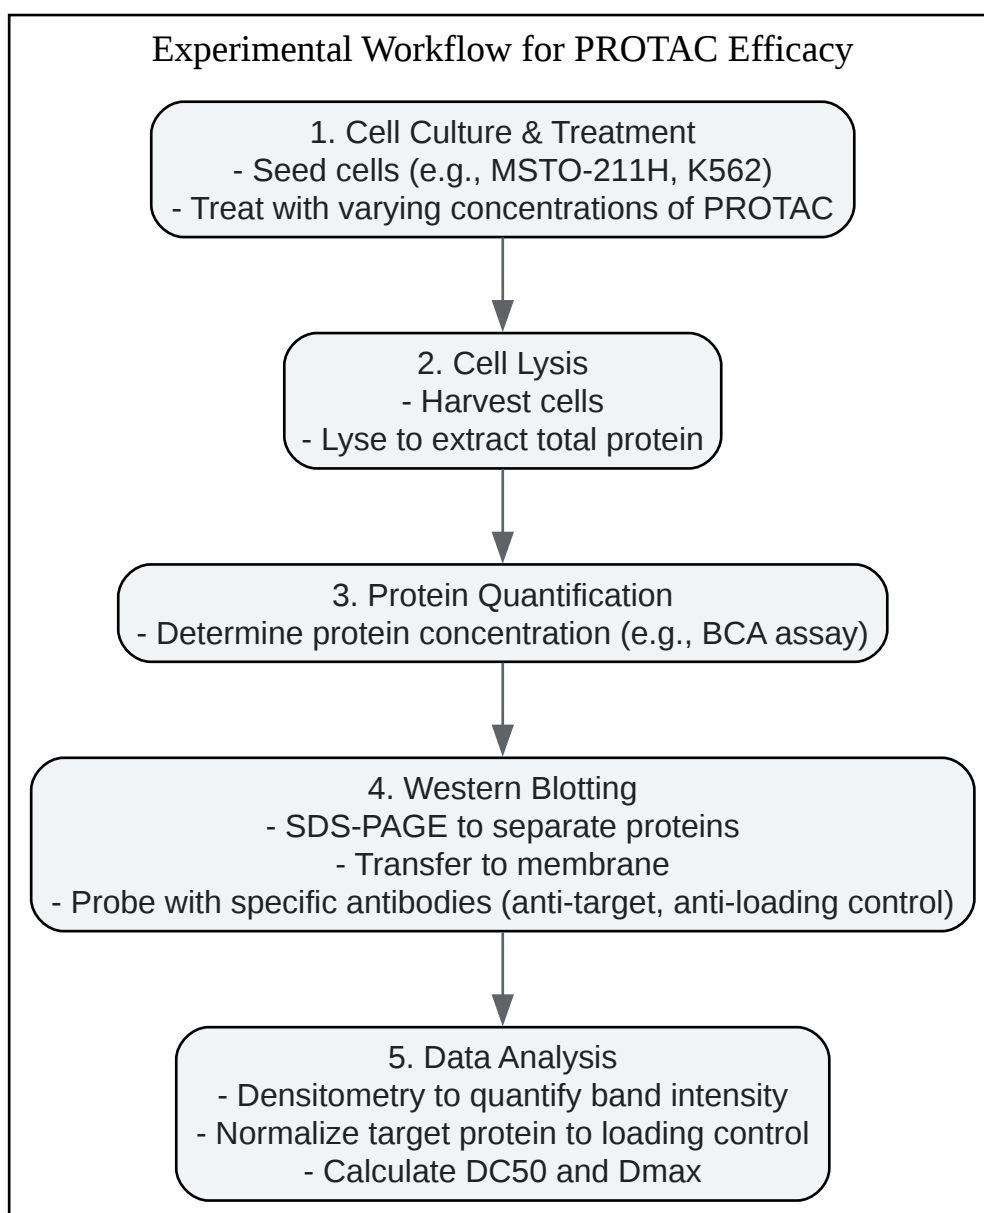 Experimental Workflow for PROTAC Efficacy
1. Cell Culture & Treatment
- Seed cells (e.g., MSTO-211H, K562)
- Treat with varying concentrations of PROTAC
2. Cell Lysis
- Harvest cells
- Lyse to extract total protein
3. Protein Quantification
- Determine protein concentration (e.g., BCA assay)
4. Western Blotting
- SDS-PAGE to separate proteins
- Transfer to membrane
- Probe with specific antibodies (anti-target, anti-loading control)
5. Data Analysis
- Densitometry to quantify band intensity
- Normalize target protein to loading control
- Calculate DC50 and Dmax